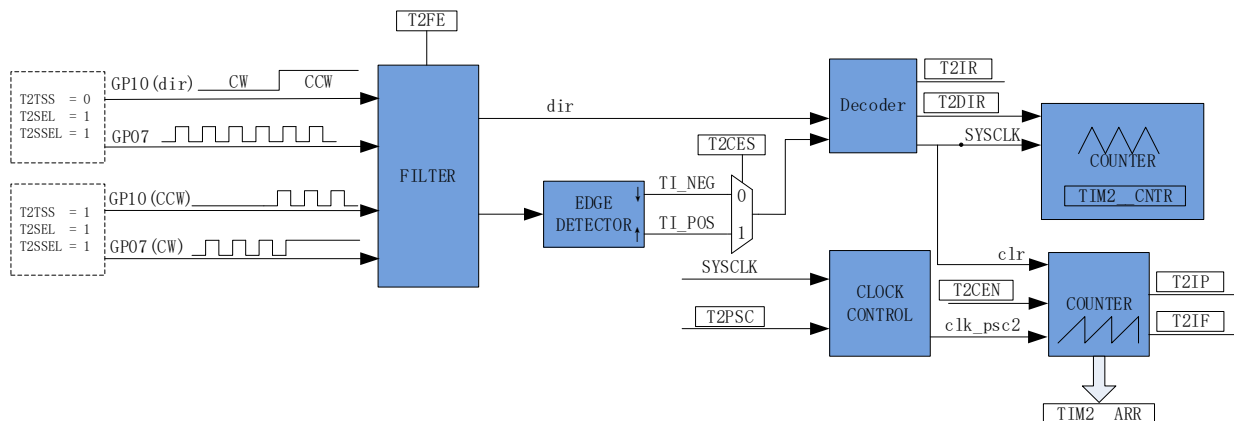 T2FE
T2TSS = 0
T2SEL = 1
T2SSEL = 1
GP10(dir)
CW
CCW
GP07
T2TSS = 1
T2SEL = 1
T2SSEL = 1
GP10(CCW)
GP07(CW)
FILTER
dir
EDGE
DETECTOR
TI_NEG
TI_POS
T2CES
0
1
Decoder
T2IR
T2DIR
SYSCLK
COUNTER
TIM2__CNTR
SYSCLK
T2PSC
CLOCK
CONTROL
clr
T2CEN
clk_psc2
COUNTER
T2IP
T2IF
TIM2__ARR